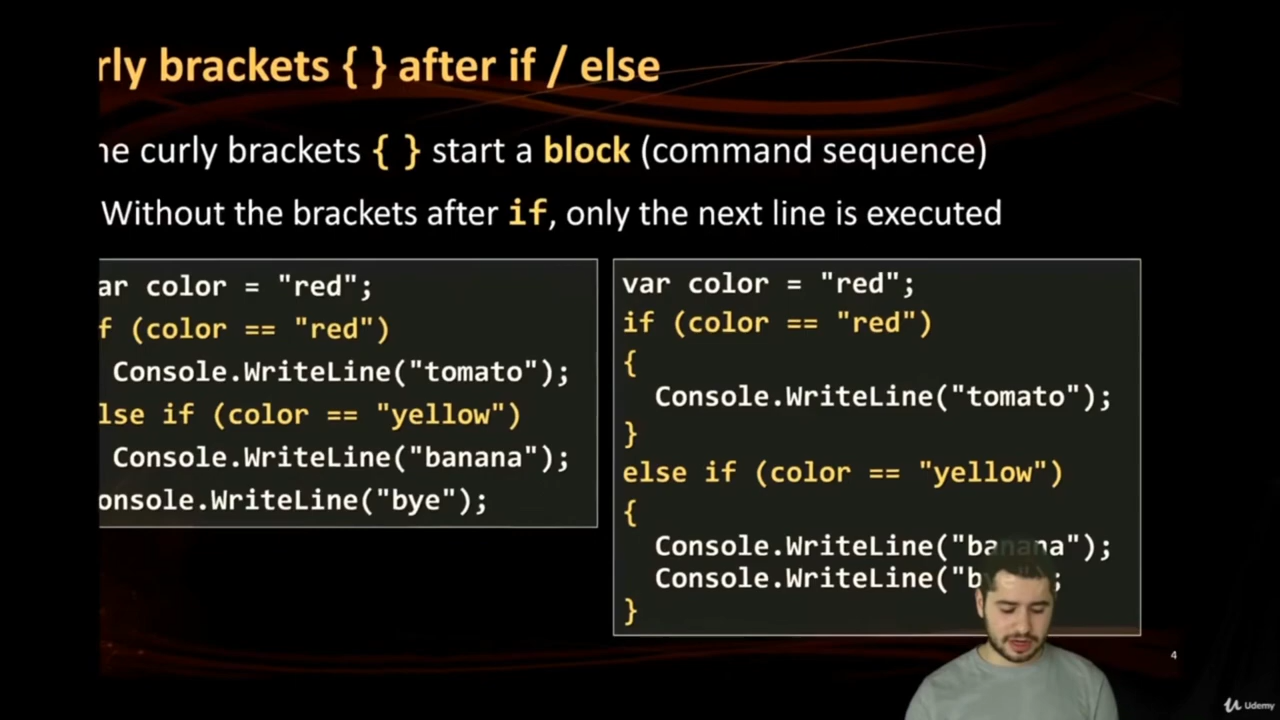 rly brackets { } after if / else
he curly brackets { } start a block (command sequence)
Without the brackets after if, only the next line is executed
ar color = "red";
f (color == "red")
Console.WriteLine("tomato");
lse if (color == "yellow")
Console.WriteLine("banana");
onsole.WriteLine("bye");
var color = "red";
if (color == "red")
{
Console.WriteLine("tomato");
}
else if (color == "yellow")
{
Console.WriteLine("banana");
Console.WriteLine("b
}
4
Udemy